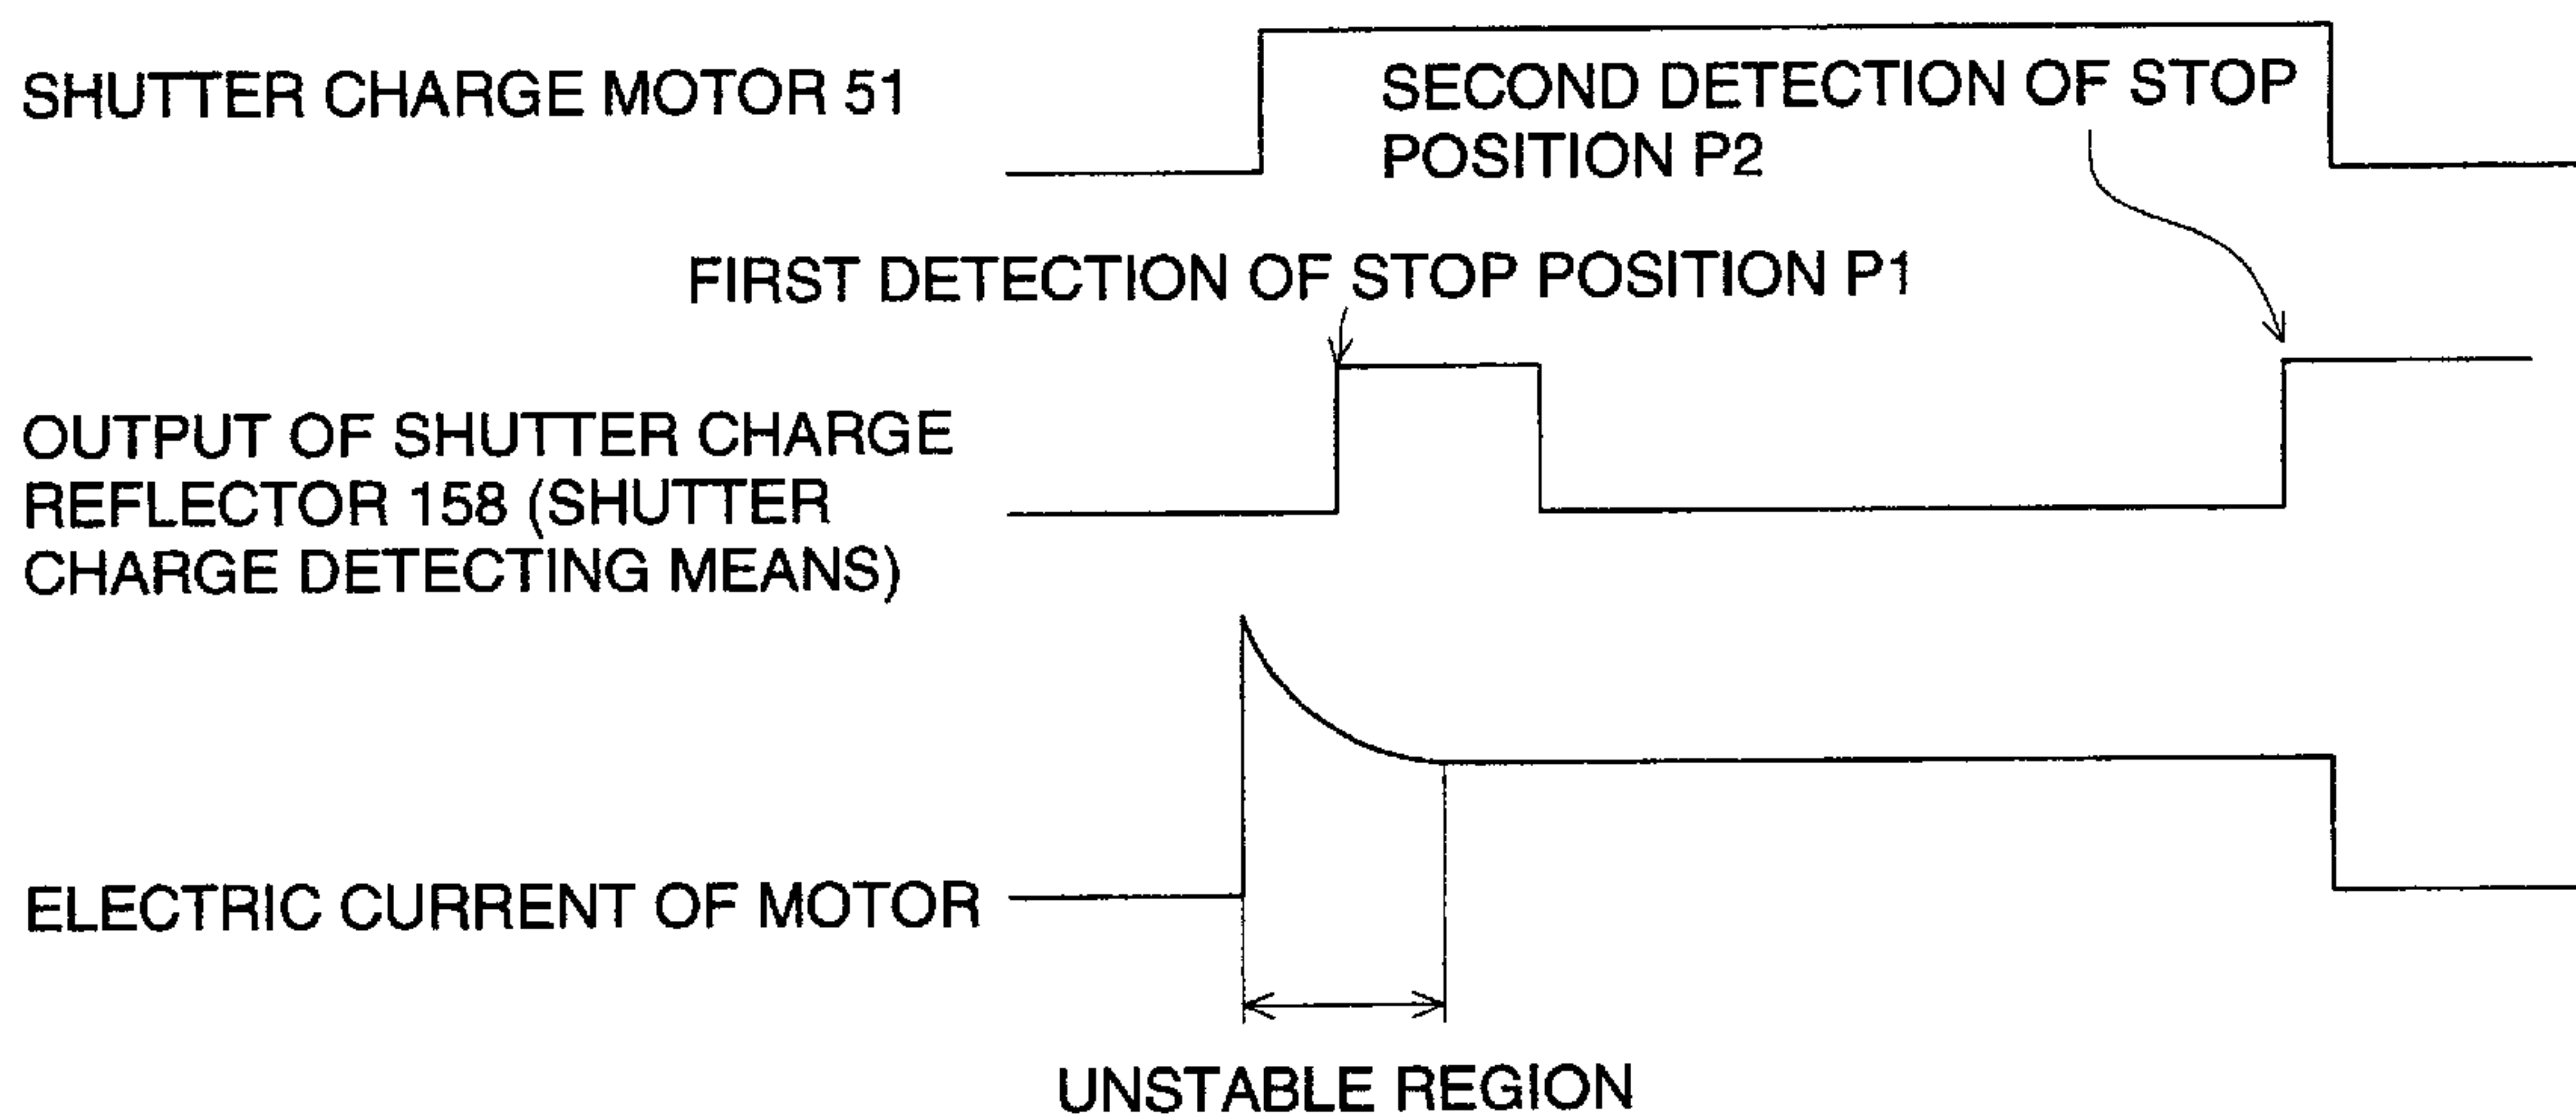 SHUTTER CHARGE MOTOR 51
SECOND DETECTION OF STOP
POSITION P2
FIRST DETECTION OF STOP POSITION P1
OUTPUT OF SHUTTER CHARGE
REFLECTOR 158 (SHUTTER
CHARGE DETECTING MEANS)
ELECTRIC CURRENT OF MOTOR
UNSTABLE REGION